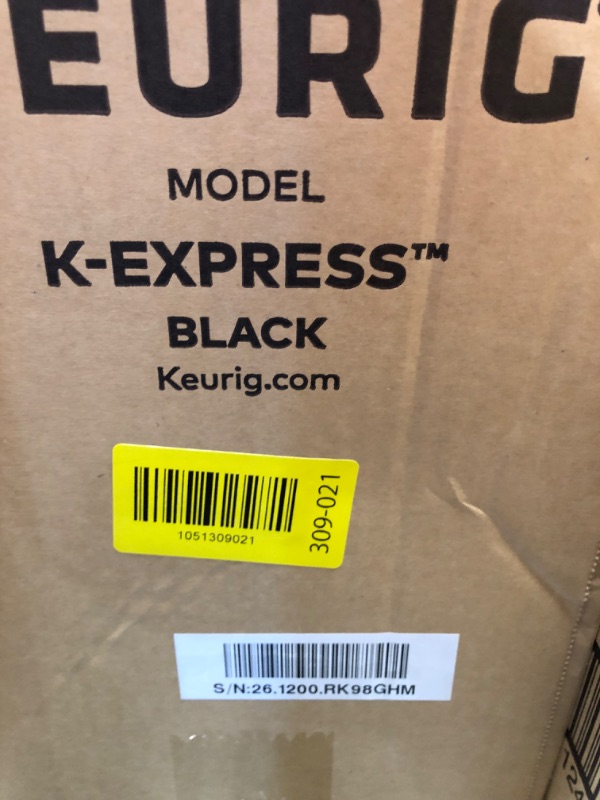 EURIG
MODEL
K-EXPRESS™
BLACK
Keurig.com
1051309021
309-021
S/N:26.1200.RK98GHM